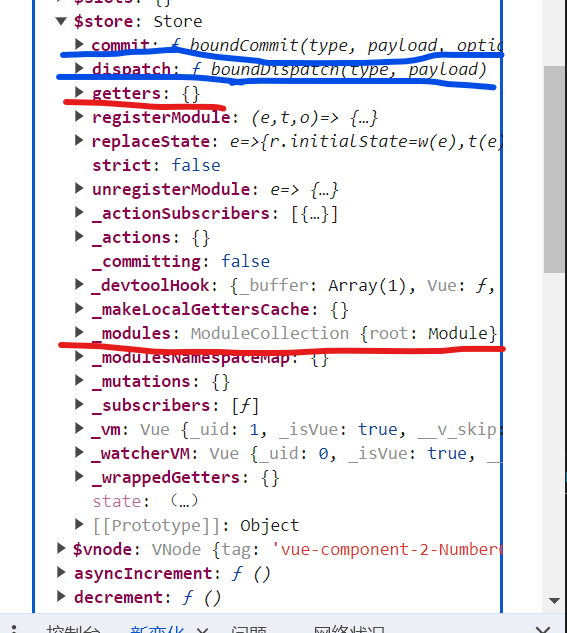 $slots: {}
$store: Store
commit: ƒ boundCommit(type, payload, optio
dispatch: ƒ boundDispatch(type, payload)
getters: {}
registerModule: (e,t,o)=> {…}
replaceState: e=>{r.initialState=w(e),t(e)
strict: false
unregisterModule: e=> {…}
_actionSubscribers: [{…}]
_actions: {}
_committing: false
_devtoolHook: {_buffer: Array(1), Vue: ƒ,
_makeLocalGettersCache: {}
_modules: ModuleCollection {root: Module}
_modulesNamespaceMap: {}
_mutations: {}
_subscribers: [ƒ]
_vm: Vue {_uid: 1, _isVue: true, __v_skip:
_watcherVM: Vue {_uid: 0, _isVue: true, __
_wrappedGetters: {}
state: (…)
[[Prototype]]: Object
$vnode: VNode {tag: 'vue-component-2-Number
asyncIncrement: ƒ ()
decrement: ƒ ()
控制台 新变化 问题 网络状况